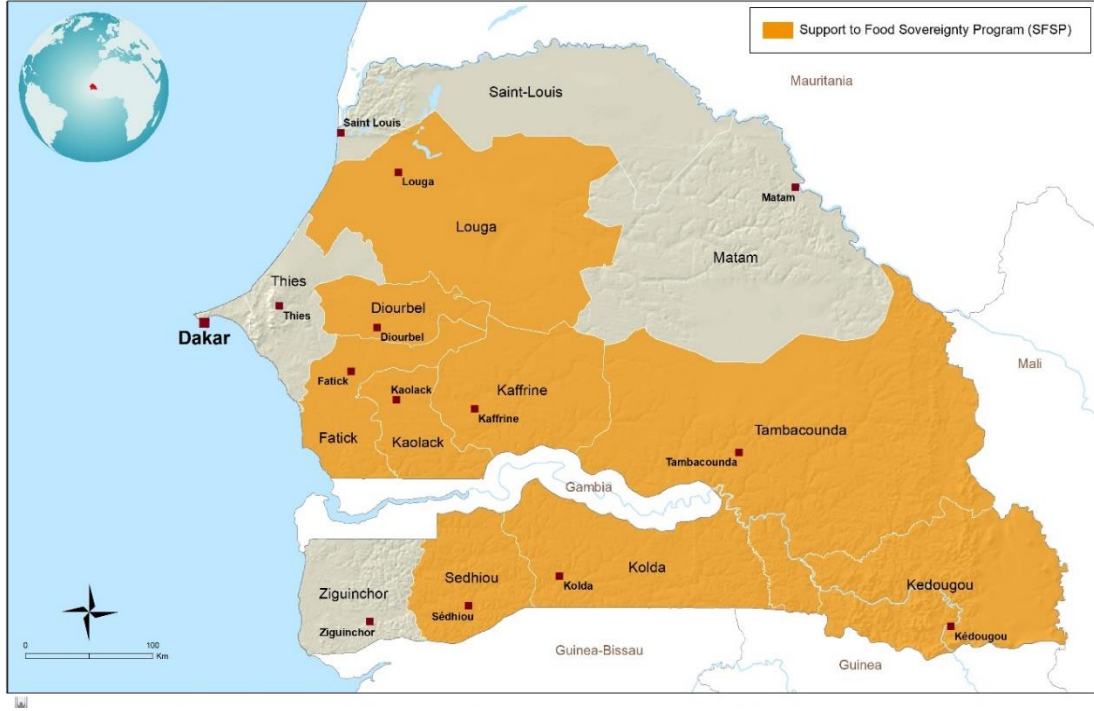 Support to Food Sovereignty Program (SFSP)
Mauritania
Saint-Louis
Saint Louis
Louga
Matam
Louga
Matam
Thies
Thies
Diourbel
Diourbel
Dakar
Mali
Fatick
Kaolack
Kaffrine
Kaffrine
Fatick
Kaolack
Tambacounda
Tambacounda
Gambia
Kolda
Sedhiou
Kolda
Kedougou
Ziguinchor
Sédhiou
Ziguinchor
Kédougou
0 100
Km
Guinea-Bissau
Guinea